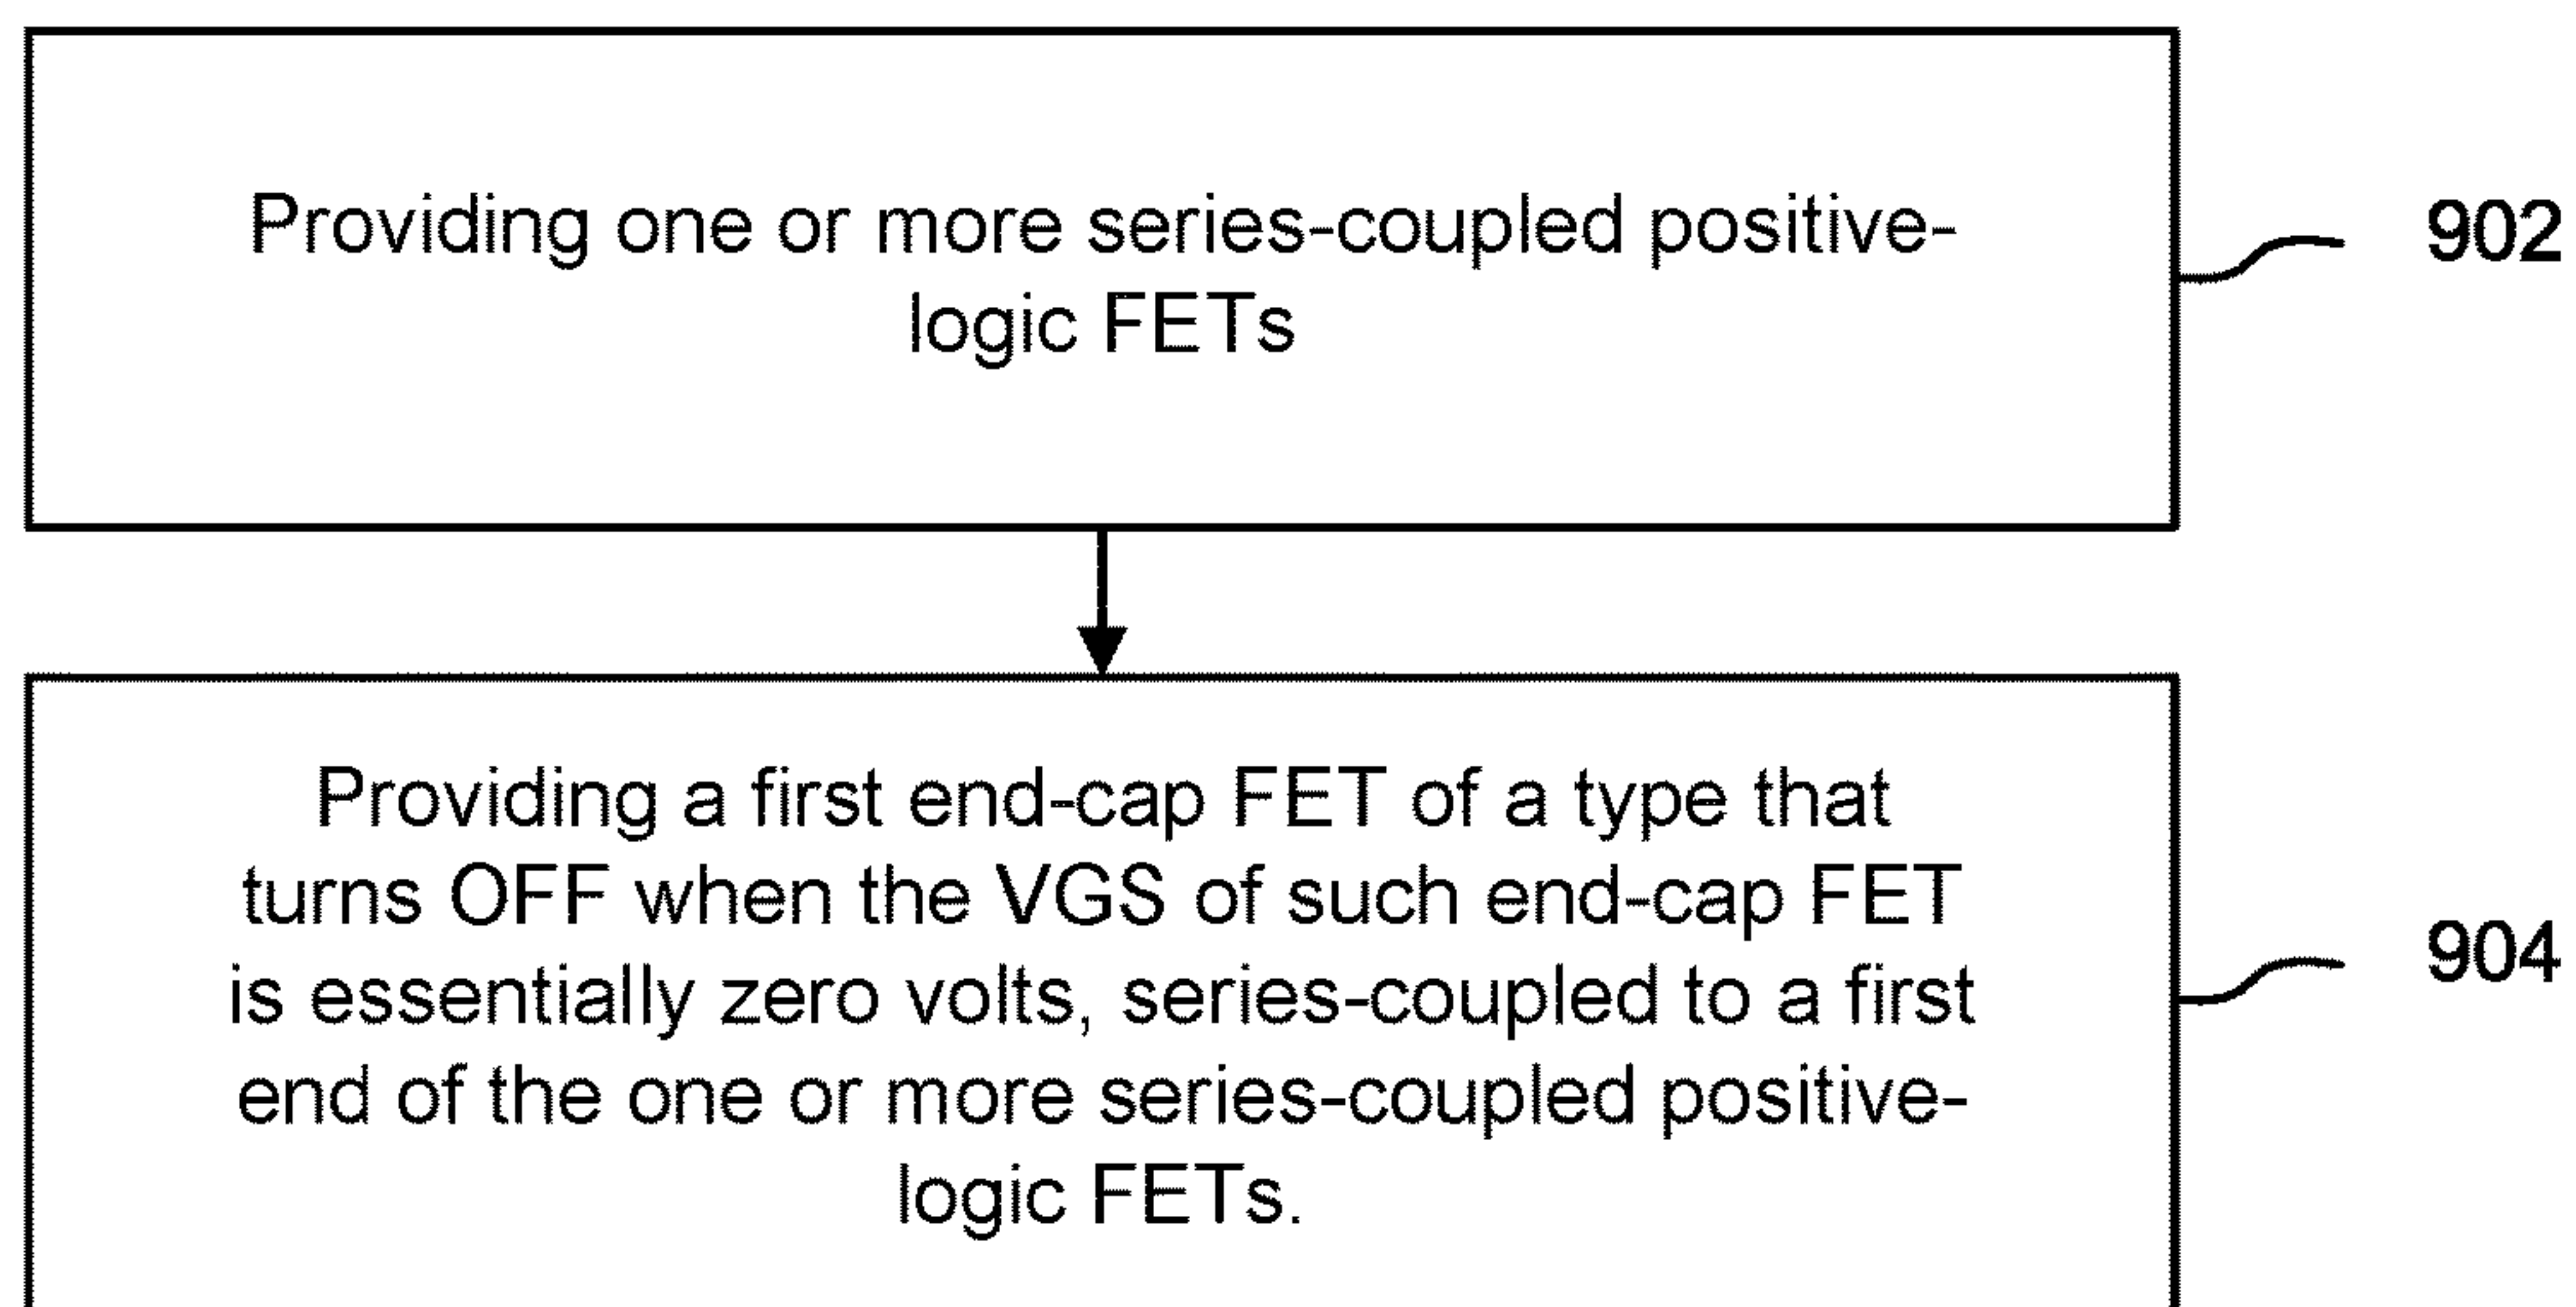 Providing one or more series-coupled positive-
logic FETs
902
Providing a first end-cap FET of a type that
turns OFF when the VGS of such end-cap FET
is essentially zero volts, series-coupled to a first
end of the one or more series-coupled positive-
logic FETs.
904